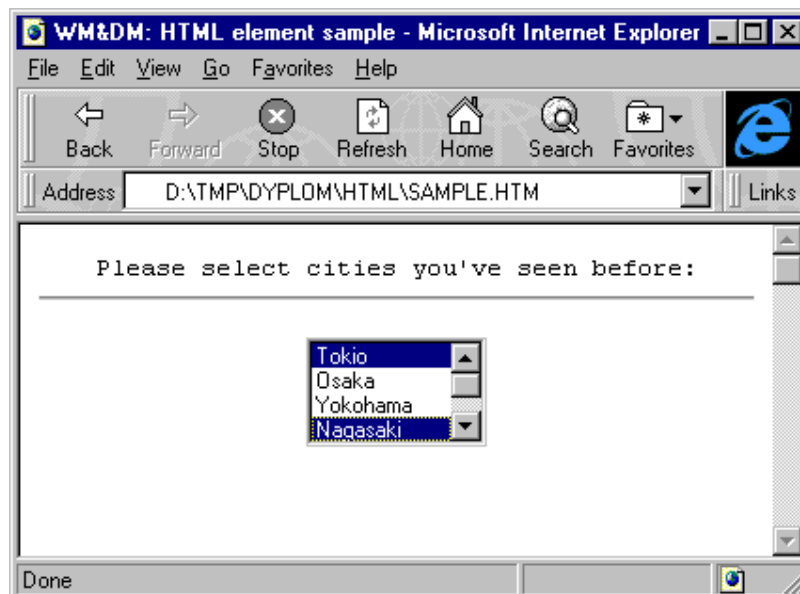 WM&DM: HTML element sample - Microsoft Internet Explorer
File Edit View Go Favorites Help
Back Forward Stop Refresh Home Search Favorites
Address D:\TMP\DYPLOM\HTML\SAMPLE.HTM Links
Please select cities you've seen before:
Tokio
Osaka
Yokohama
Nagasaki
Done